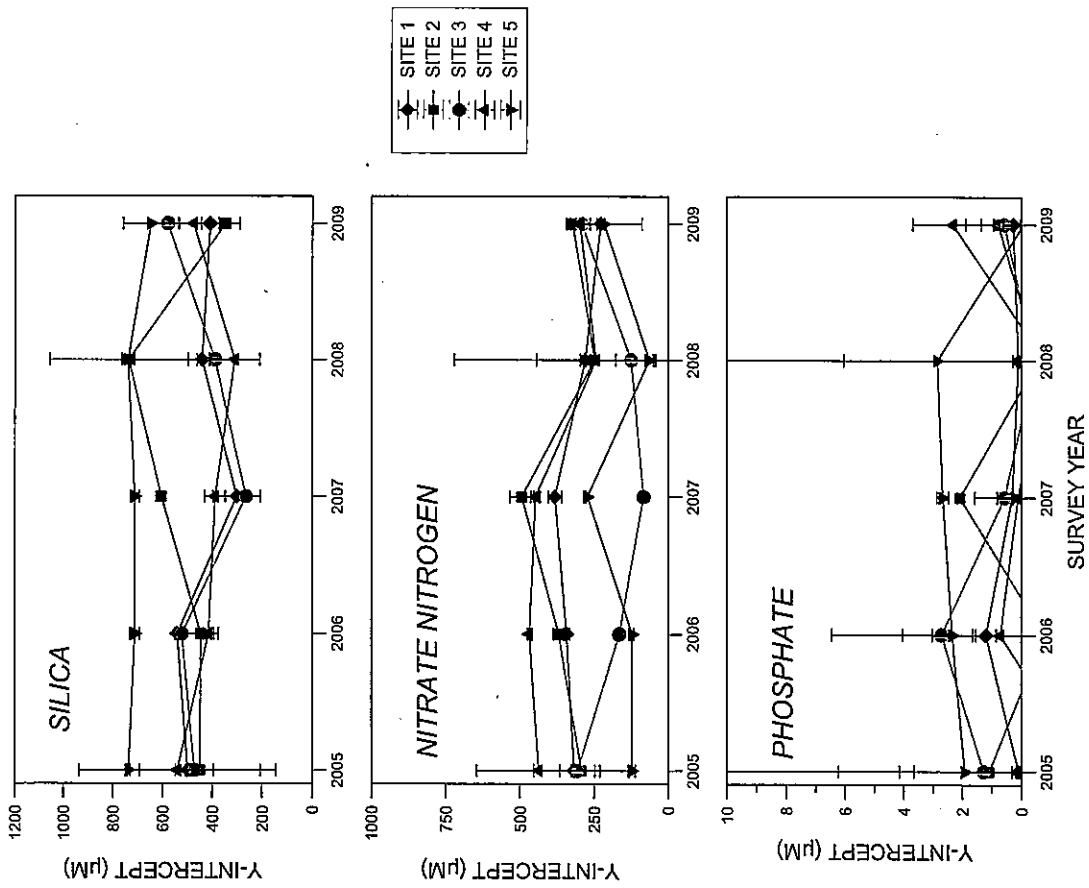 SILICA
Y-INTERCEPT (µM)
1200
1000
800
600
400
200
0
2005
2006
2007
2008
2009
NITRATE NITROGEN
Y-INTERCEPT (µM)
1000
750
500
250
0
2005
2006
2007
2008
2009
SITE 1
SITE 2
SITE 3
SITE 4
SITE 5
PHOSPHATE
Y-INTERCEPT (µM)
10
8
6
4
2
0
2005
2006
2007
2008
2009
SURVEY YEAR